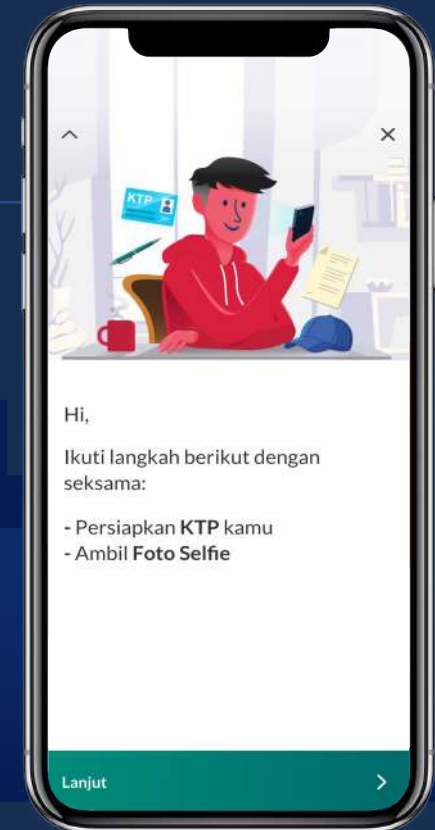 KTP
Hi,
Ikuti langkah berikut dengan
seksama:
- Persiapkan KTP kamu
- Ambil Foto Selfie
Lanjut